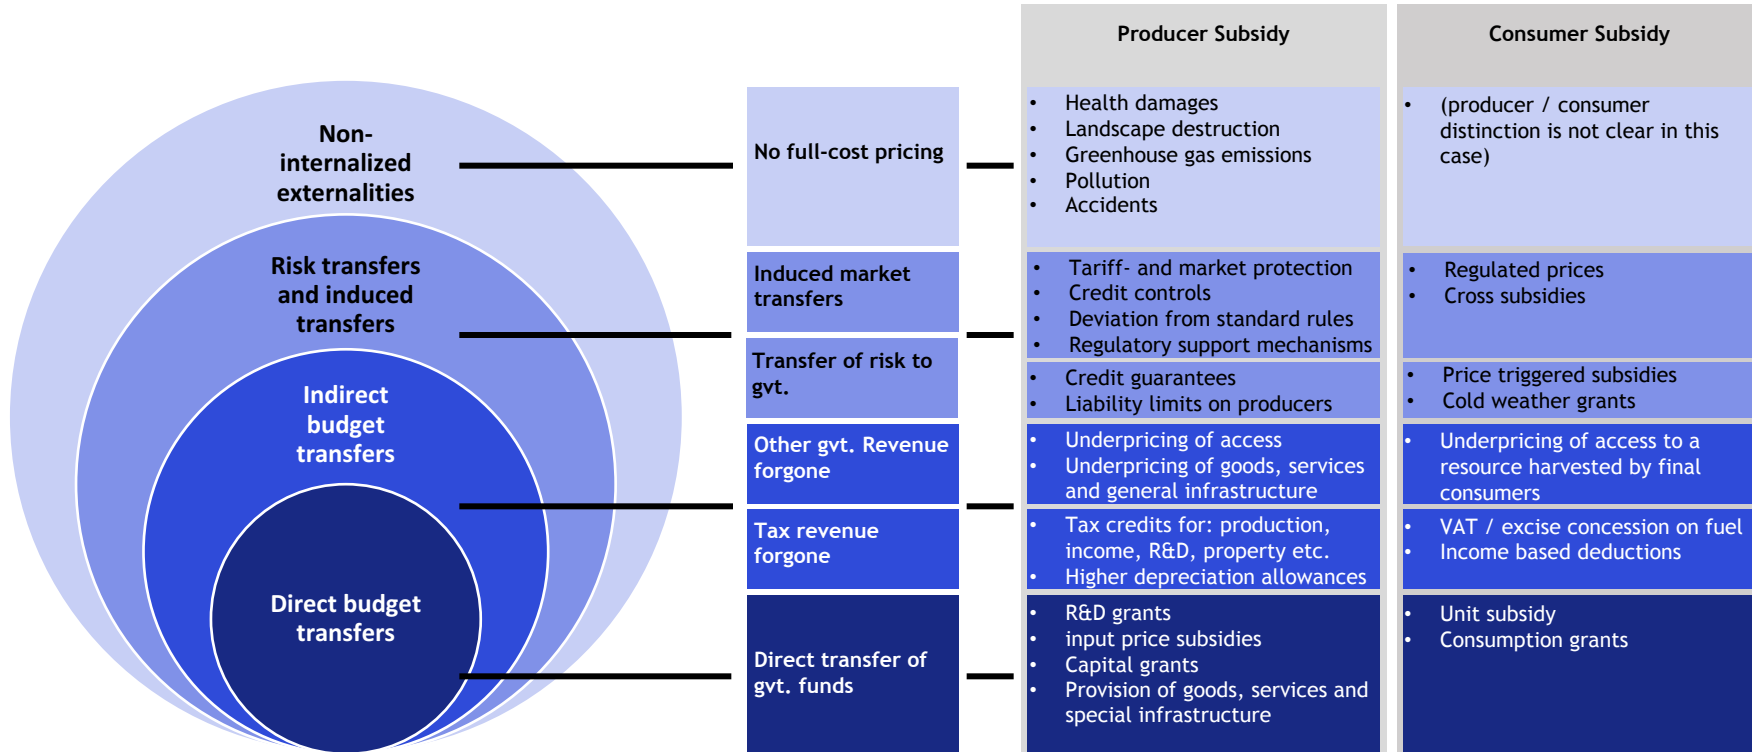 Producer Subsidy
Consumer Subsidy
Non-
internalized
externalities
No full-cost pricing
• Health damages
• Landscape destruction
• Greenhouse gas emissions
• Pollution
• Accidents
• (producer / consumer
distinction is not clear in this
case)
Risk transfers
and induced
transfers
Induced market
transfers
• Tariff- and market protection
• Credit controls
• Deviation from standard rules
• Regulatory support mechanisms
• Regulated prices
• Cross subsidies
Transfer of risk to
gvt.
• Credit guarantees
• Liability limits on producers
• Price triggered subsidies
• Cold weather grants
Indirect
budget
transfers
Other gvt. Revenue
forgone
• Underpricing of access
• Underpricing of goods, services
and general infrastructure
• Underpricing of access to a
resource harvested by final
consumers
Tax revenue
forgone
• Tax credits for: production,
income, R&D, property etc.
• Higher depreciation allowances
• VAT / excise concession on fuel
• Income based deductions
Direct budget
transfers
Direct transfer of
gvt. funds
• R&D grants
• input price subsidies
• Capital grants
• Provision of goods, services and
special infrastructure
• Unit subsidy
• Consumption grants